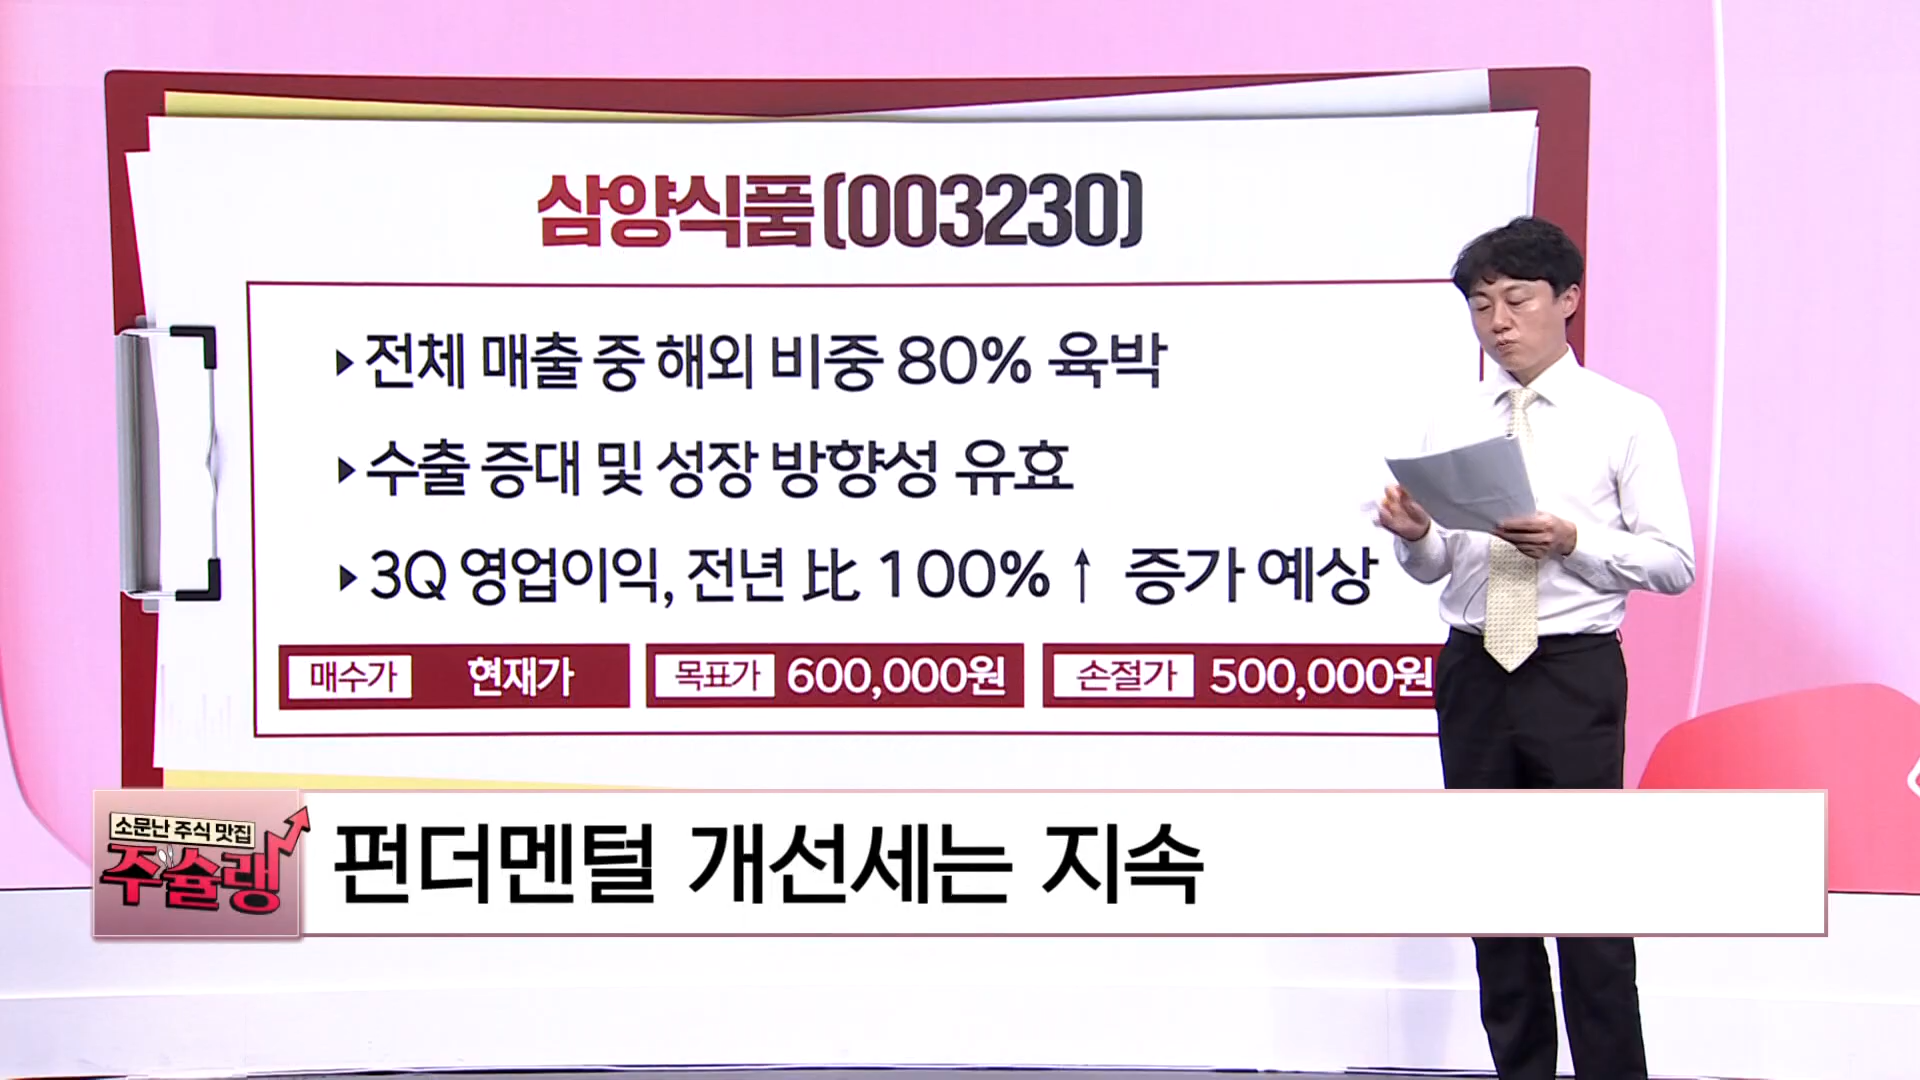 삼양식품(003230)
▸전체 매출 중 해외 비중 80% 육박
▸수출 증대 및 성장 방향성 유효
▸3Q 영업이익, 전년 比 100%↑ 증가 예상
매수가 현재가 목표가 600,000원 손절가 500,000원
소문난 주식 맛집
주슐랭
펀더멘털 개선세는 지속